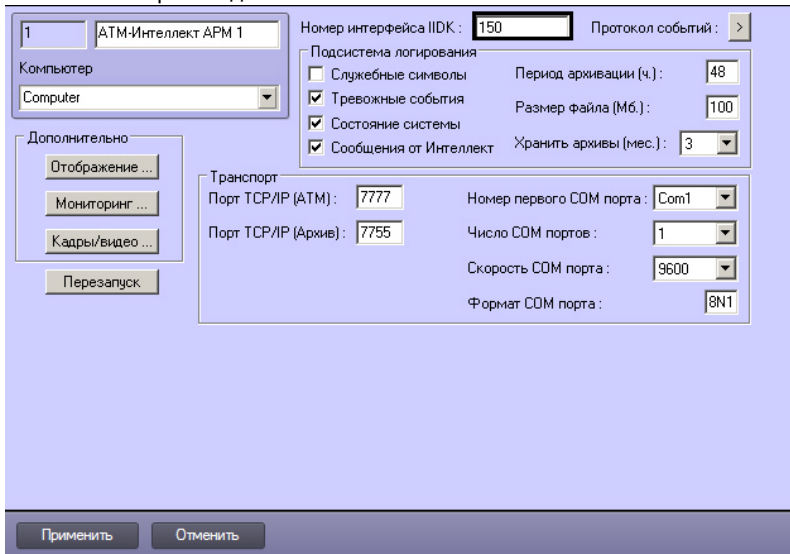 1 АТМ-Интеллект АРМ 1
Компьютер
Computer
Номер интерфейса IIDK : 150 Протокол событий : >
Подсистема логирования
Служебные символы
Тревожные события
Состояние системы
Сообщения от Интеллект
Период архивации (ч.) : 48
Размер файла (Мб.) : 100
Хранить архивы (мес.) : 3
Дополнительно
Отображение ...
Мониторинг ...
Кадры/видео ...
Перезапуск
Транспорт
Порт TCP/IP (АТМ) : 7777
Порт TCP/IP (Архив) : 7755
Номер первого COM порта : Com1
Число COM портов : 1
Скорость COM порта : 9600
Формат COM порта : 8N1
Применить Отменить